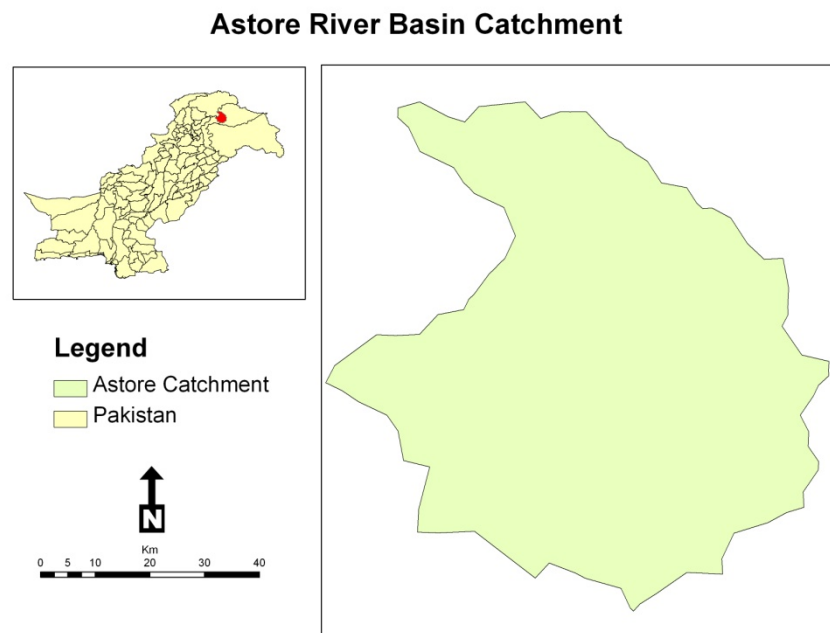 Astore River Basin Catchment
Legend
Astore Catchment
Pakistan
N
Km
0 5 10 20 30 40